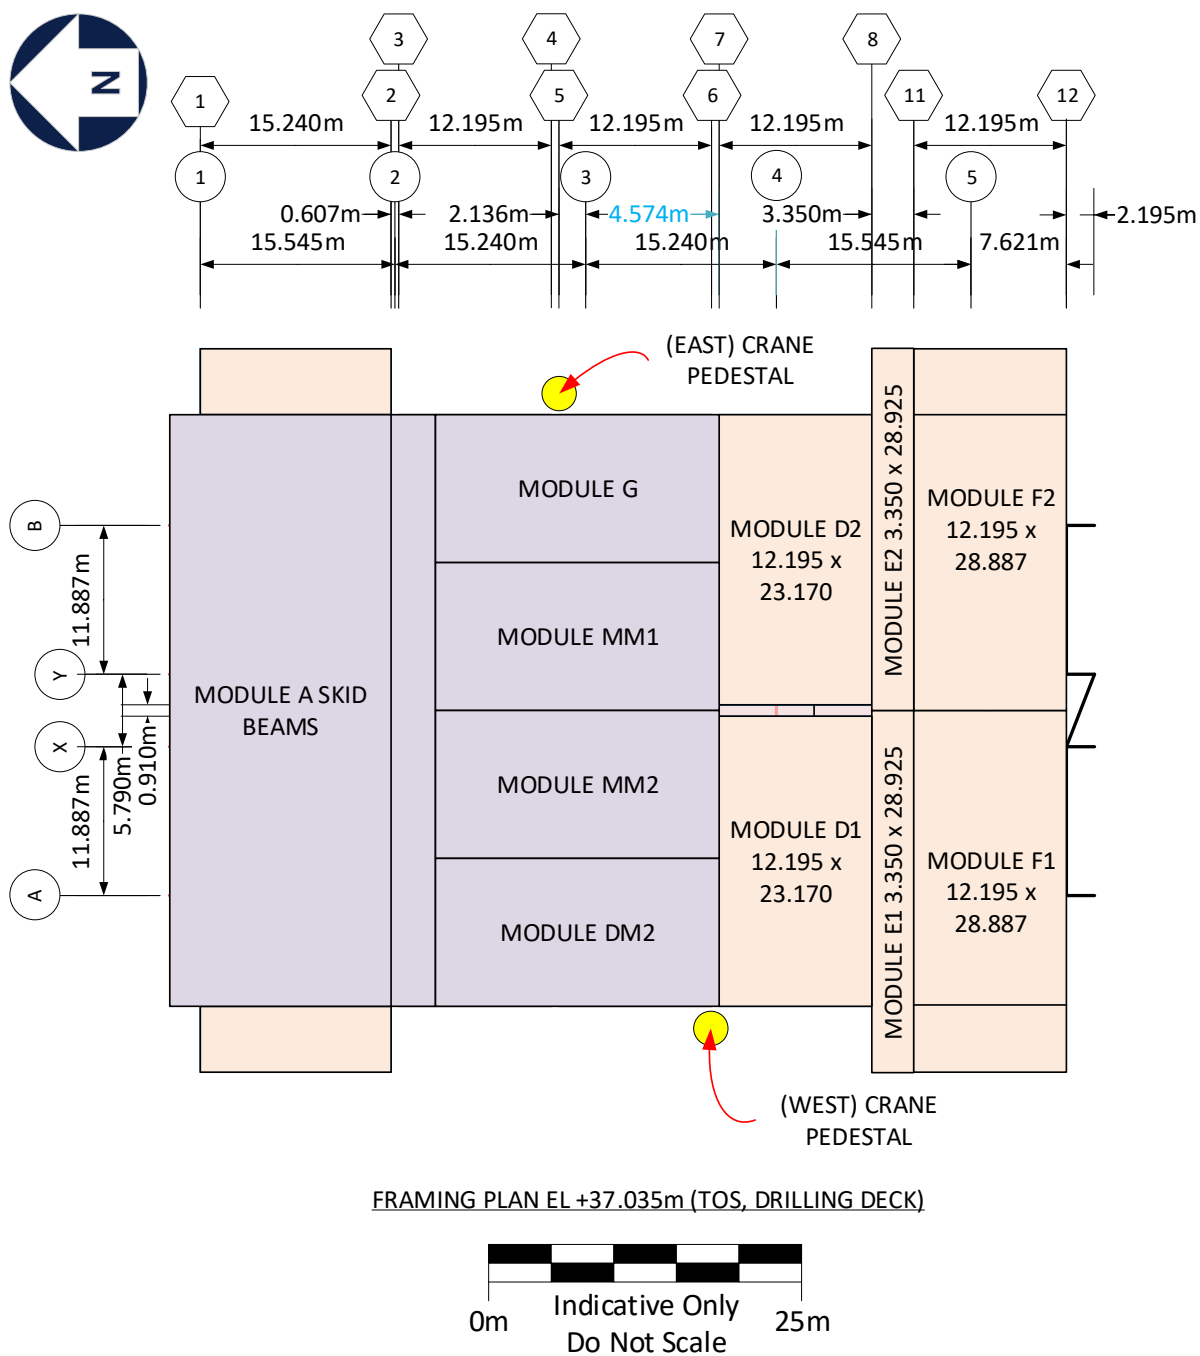 N
3
4
7
8
1
2
5
6
11
12
15.240m
12.195m
12.195m
12.195m
12.195m
1
2
3
4
5
0.607m
2.136m
4.574m
3.350m
2.195m
15.545m
15.240m
15.240m
15.545m
7.621m
(EAST) CRANE
PEDESTAL
B
Y
X
A
11.887m
5.790m
0.910m
11.887m
MODULE A SKID
BEAMS
MODULE G
MODULE MM1
MODULE MM2
MODULE DM2
MODULE D2
12.195 x
23.170
MODULE D1
12.195 x
23.170
MODULE E2 3.350 x 28.925
MODULE E1 3.350 x 28.925
MODULE F2
12.195 x
28.887
MODULE F1
12.195 x
28.887
(WEST) CRANE
PEDESTAL
FRAMING PLAN EL +37.035m (TOS, DRILLING DECK)
0m
Indicative Only
Do Not Scale
25m